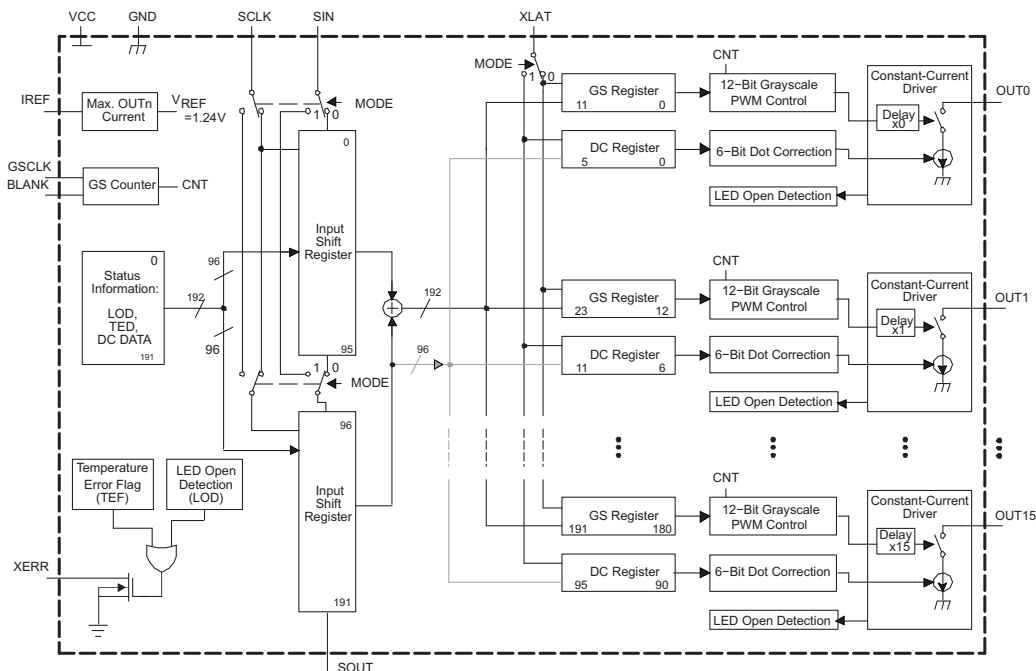 VCC
GND
SCLK
SIN
XLAT
IREF
Max. OUTn
Current
VREF
=1.24V
GSCLK
BLANK
GS Counter
CNT
1 0
MODE
0
Input
Shift
Register
95
0
Status
Information:
LOD,
TED,
DC DATA
191
192
96
96
1 0
MODE
96
Input
Shift
Register
191
192
96
Temperature
Error Flag
(TEF)
LED Open
Detection
(LOD)
XERR
SOUT
MODE
1 0
GS Register
11 0
CNT
12−Bit Grayscale
PWM Control
DC Register
5 0
6−Bit Dot Correction
LED Open Detection
Constant−Current
Driver
Delay
x0
OUT0
GS Register
23 12
CNT
12−Bit Grayscale
PWM Control
DC Register
11 6
6−Bit Dot Correction
LED Open Detection
Constant−Current
Driver
Delay
x1
OUT1
GS Register
191 180
CNT
12−Bit Grayscale
PWM Control
DC Register
95 90
6−Bit Dot Correction
LED Open Detection
Constant−Current
Driver
Delay
x15
OUT15